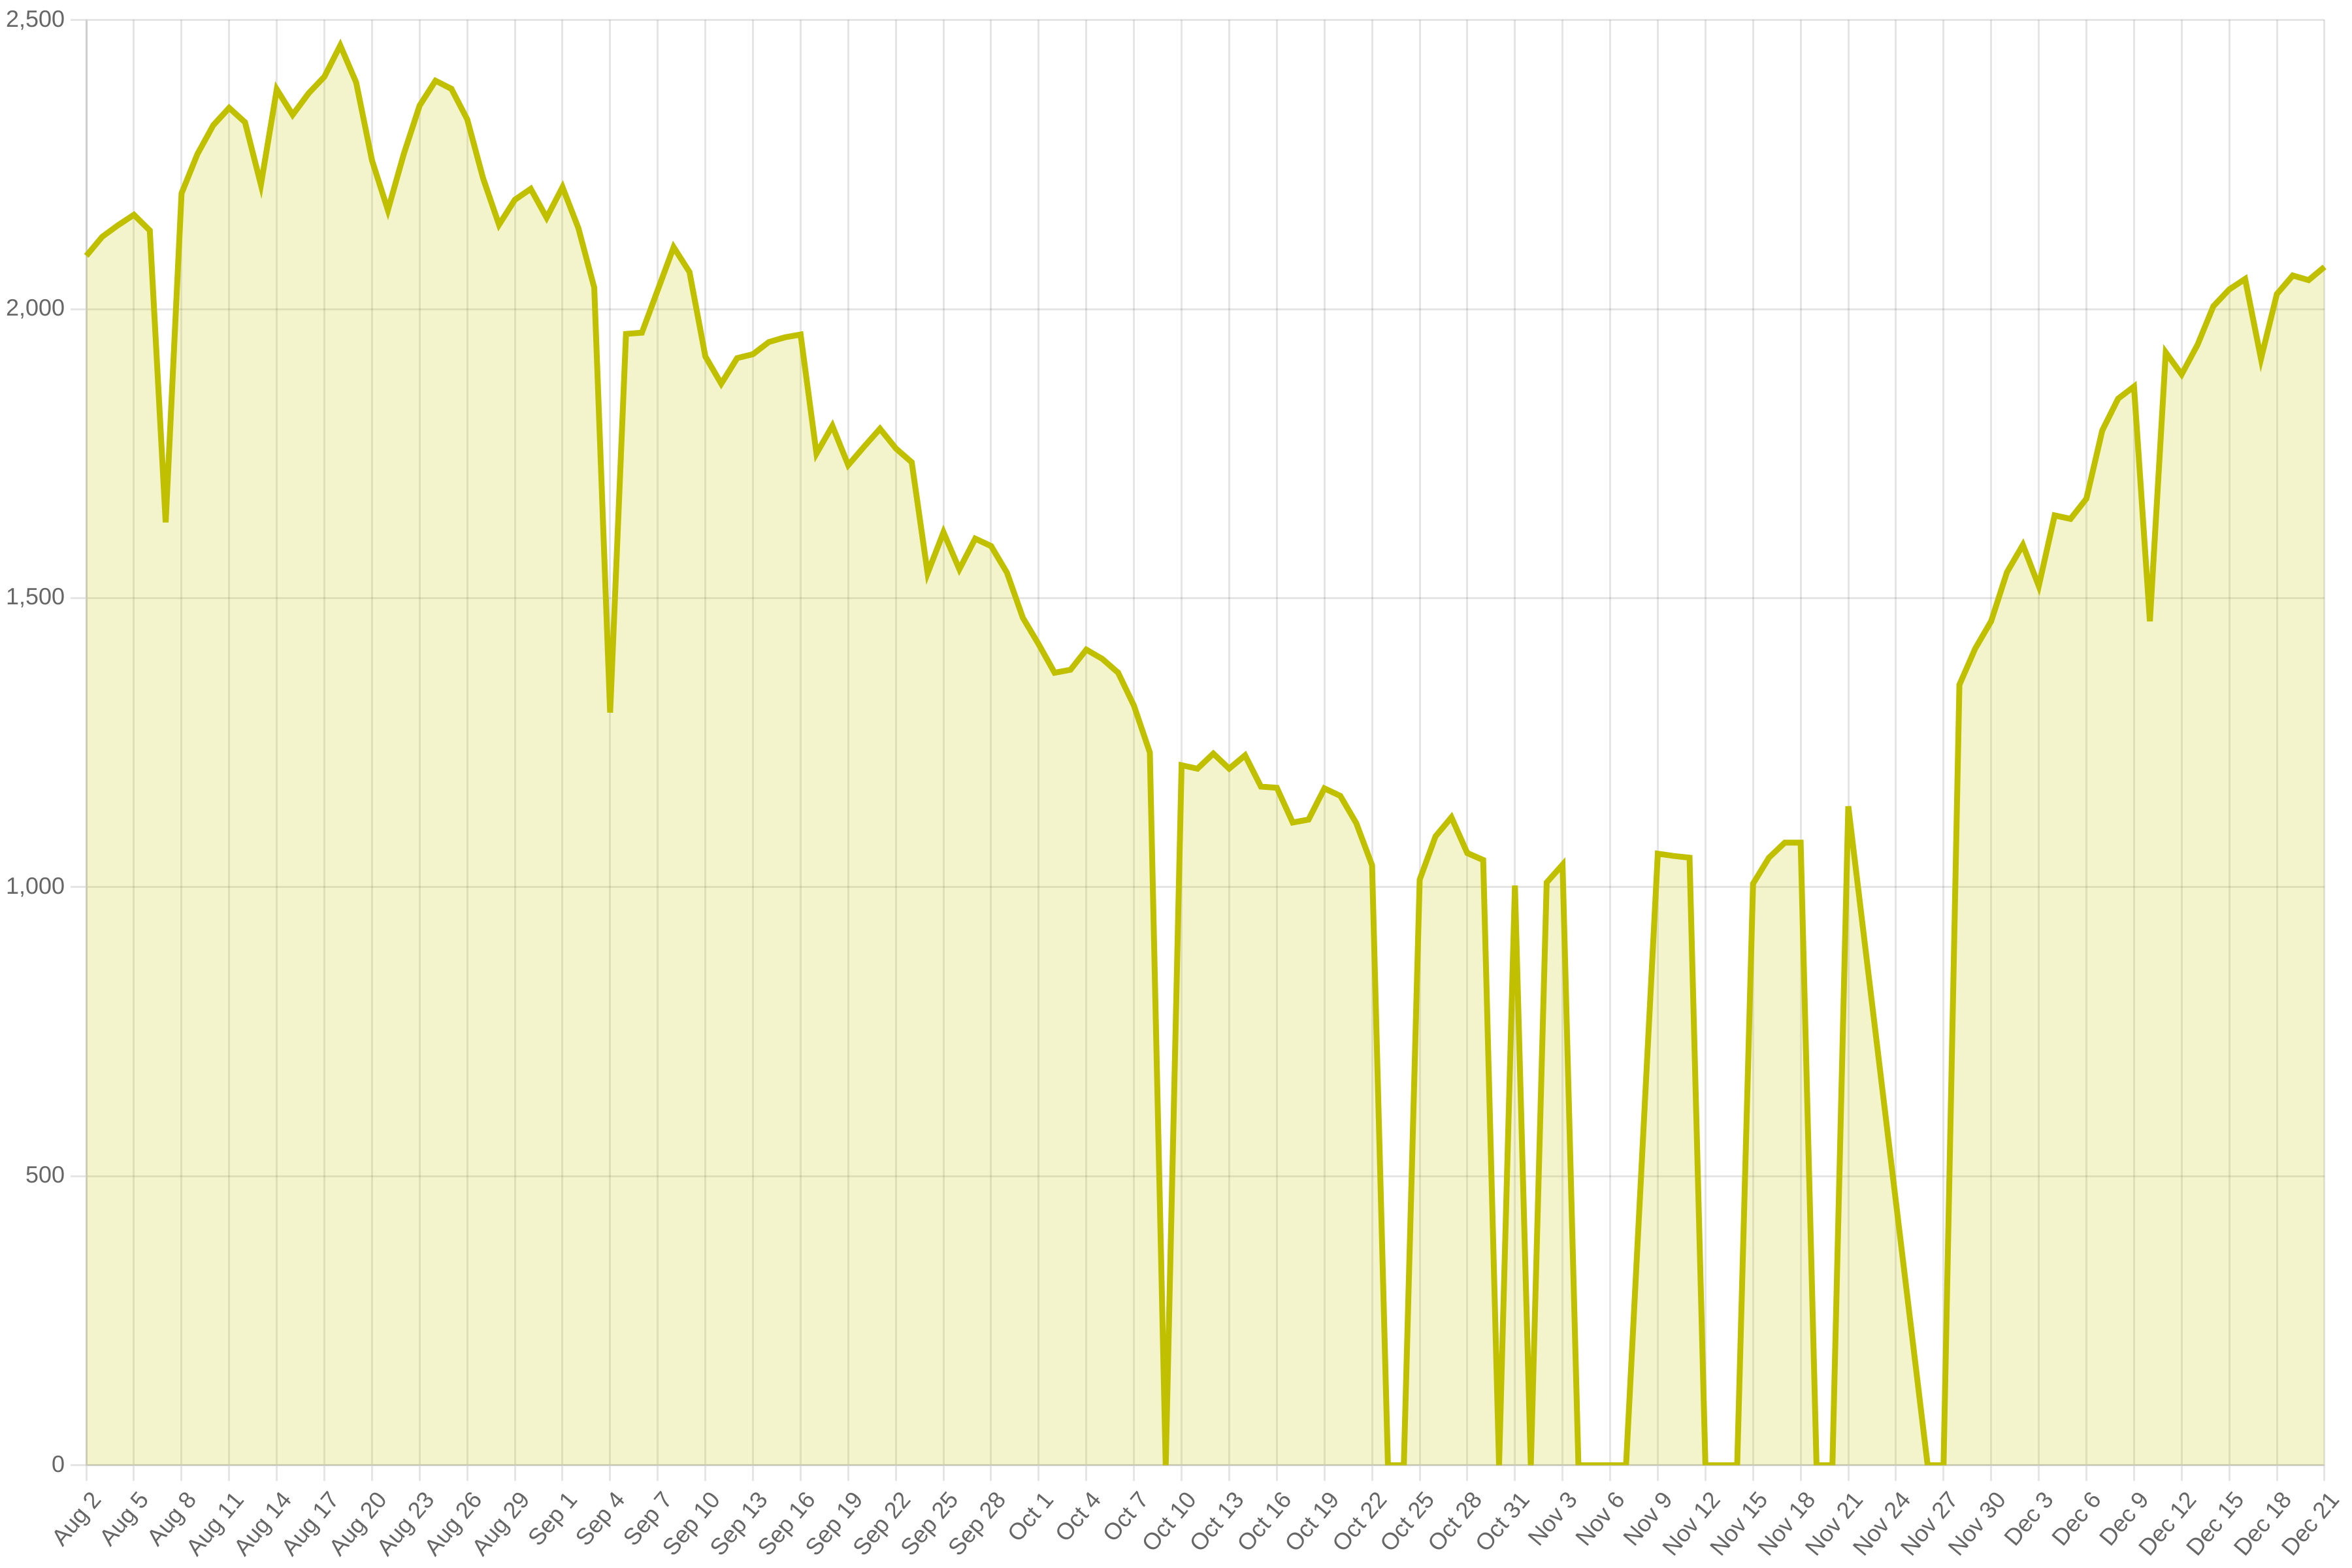 2,500
2,000
1,500
1,000
500
0
Aug 2
Aug 5
Aug 8
Aug 11
Aug 14
Aug 17
Aug 20
Aug 23
Aug 26
Aug 29
Sep 1
Sep 4
Sep 7
Sep 10
Sep 13
Sep 16
Sep 19
Sep 22
Sep 25
Sep 28
Oct 1
Oct 4
Oct 7
Oct 10
Oct 13
Oct 16
Oct 19
Oct 22
Oct 25
Oct 28
Oct 31
Nov 3
Nov 6
Nov 9
Nov 12
Nov 15
Nov 18
Nov 21
Nov 24
Nov 27
Nov 30
Dec 3
Dec 6
Dec 9
Dec 12
Dec 15
Dec 18
Dec 21